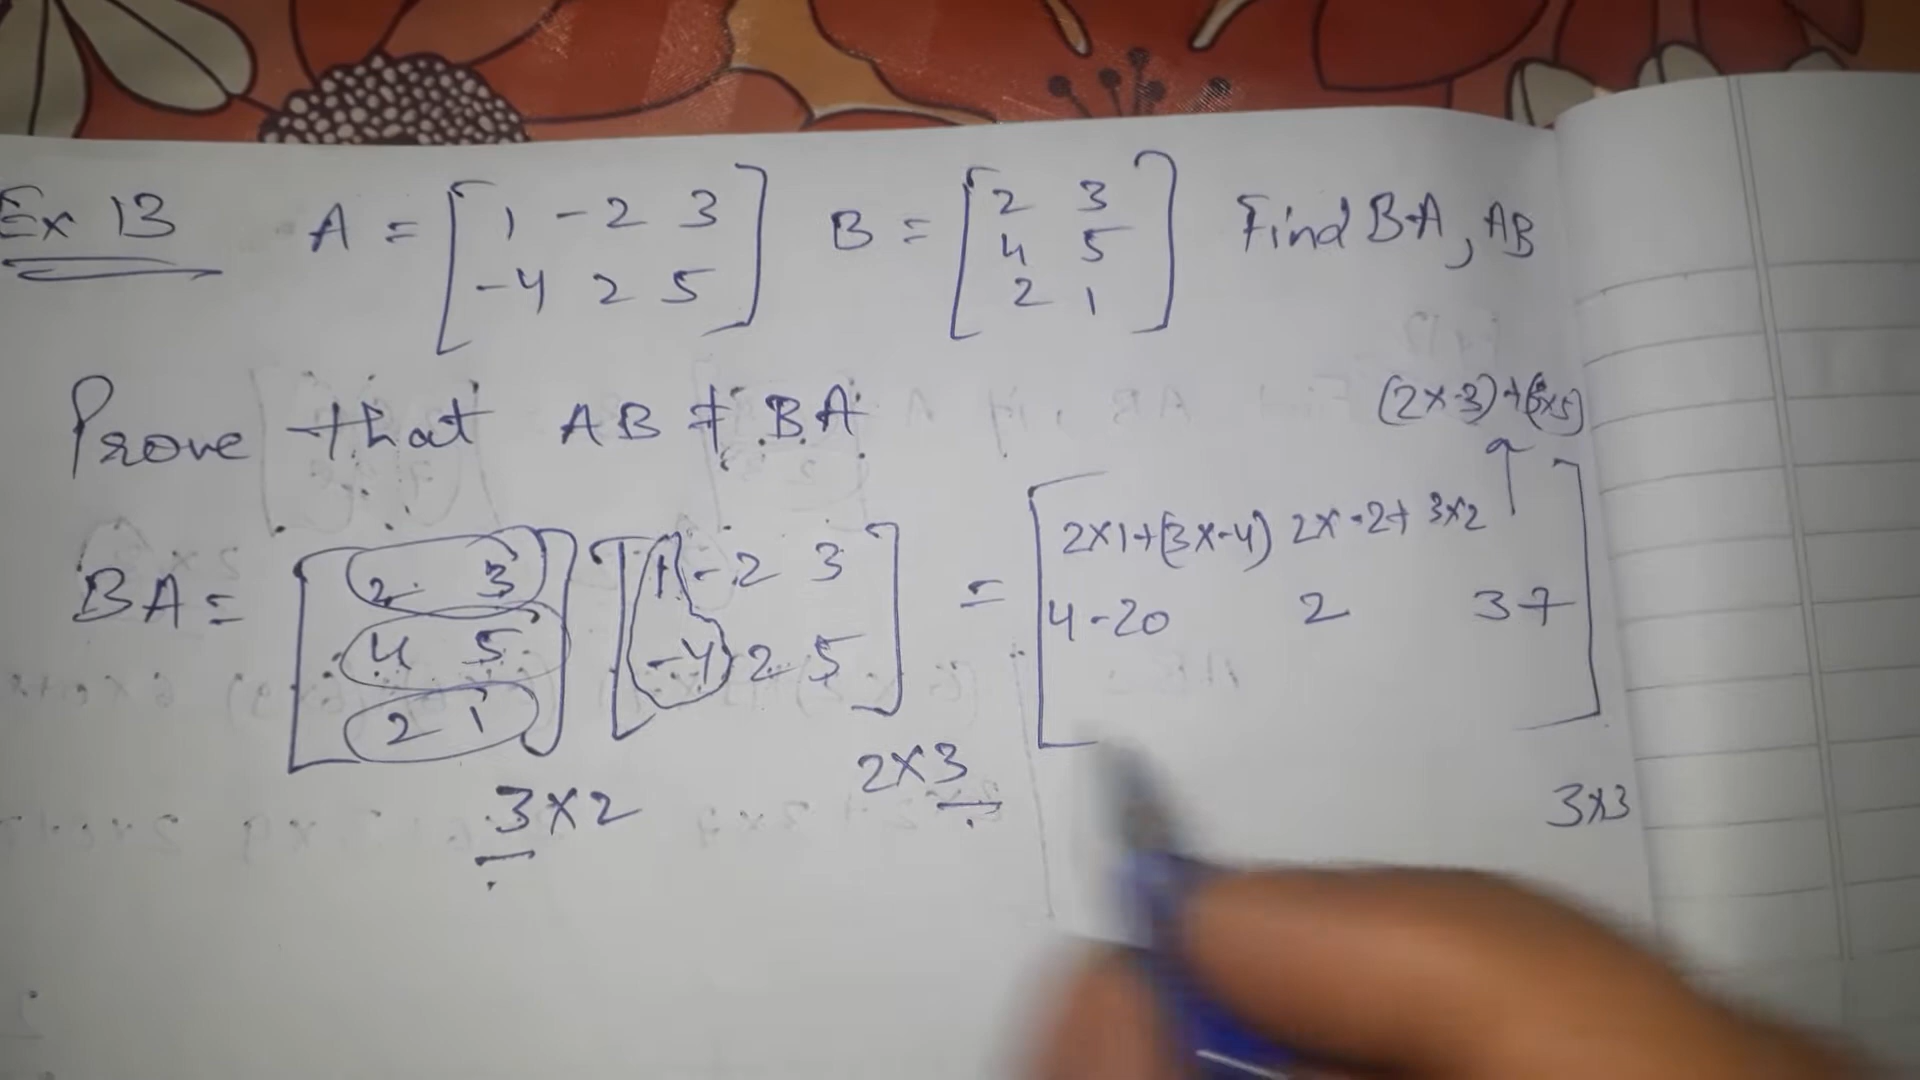 Ex 13 A = [1 -2 3 B = [2 3 Find BA, AB
-4 2 5] 4 5
2 1]
Prove that AB ≠ BA
(2×3)+(3×5)
BA = [2 3 [1 -2 3 = [2×1+(3×-4) 2×-2+ 3×2
4 5 -4 2 5] 4-20 2 37]
2 1]
3×2 2×3 3×3